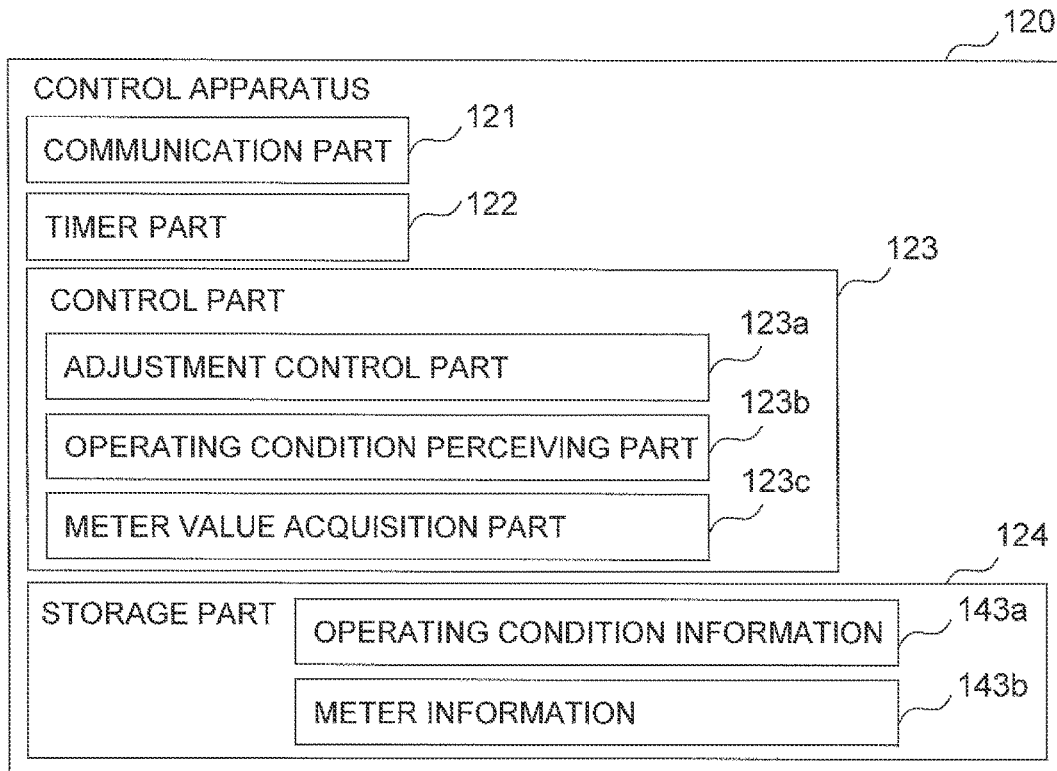 120
CONTROL APPARATUS
121
COMMUNICATION PART
122
TIMER PART
123
CONTROL PART
123a
ADJUSTMENT CONTROL PART
123b
OPERATING CONDITION PERCEIVING PART
123c
METER VALUE ACQUISITION PART
124
STORAGE PART
143a
OPERATING CONDITION INFORMATION
143b
METER INFORMATION